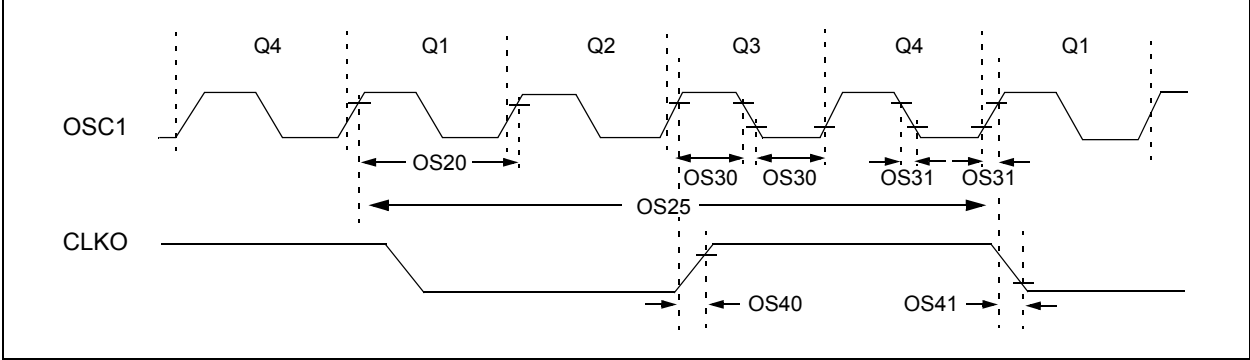 Q4 Q1 Q2 Q3 Q4 Q1
OSC1
OS20
OS30 OS30 OS31 OS31
OS25
CLKO
OS40 OS41